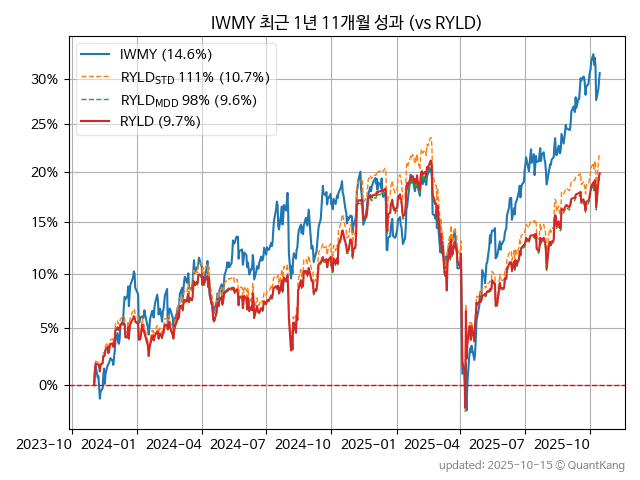 IWMY 최근 1년 11개월 성과 (vs RYLD)
IWMY (14.6%)
RYLD_STD 111% (10.7%)
RYLD_MDD 98% (9.6%)
RYLD (9.7%)
30%
25%
20%
15%
10%
5%
0%
2023-10 2024-01 2024-04 2024-07 2024-10 2025-01 2025-04 2025-07 2025-10
updated: 2025-10-15 © QuantKang